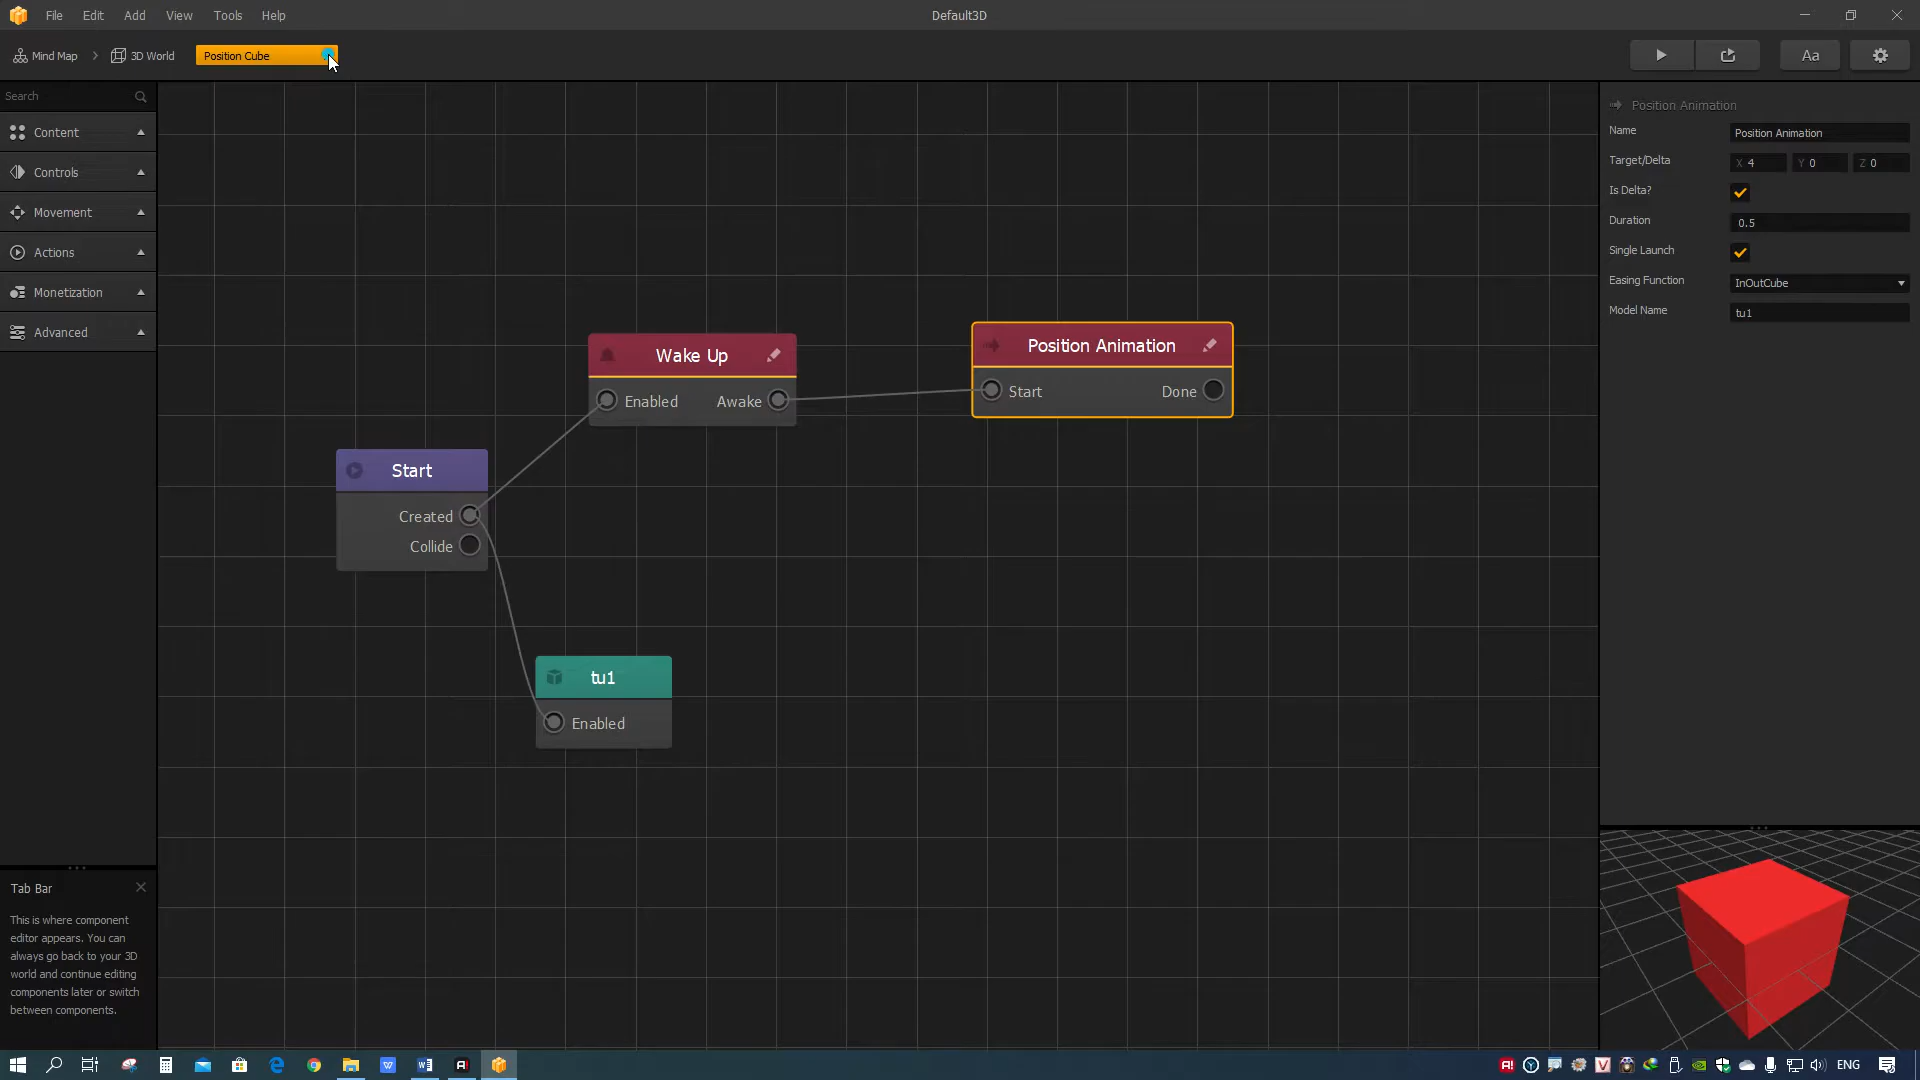 File Edit Add View Tools Help
Default3D
Mind Map
3D World
Position Cube
Aa
Search
Content
Controls
Movement
Actions
Monetization
Advanced
Wake Up
Enabled Awake
Position Animation
Start Done
Start
Created
Collide
tu1
Enabled
Position Animation
Name Position Animation
Target/Delta X 4 Y 0 Z 0
Is Delta?
Duration 0.5
Single Launch
Easing Function InOutCube
Model Name tu1
Tab Bar
This is where component
editor appears. You can
always go back to your 3D
world and continue editing
components later or switch
between components.
ENG